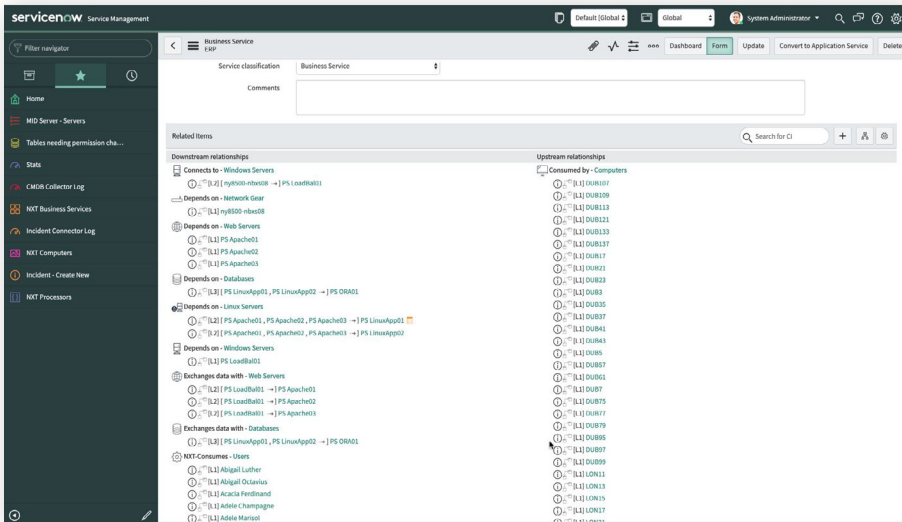 servicenow Service Management
Default [Global
Global
System Administrator
Filter navigator
Home
MID Server - Servers
Tables needing permission cha...
Stats
CMDB Collector Log
NXT Business Services
Incident Connector Log
NXT Computers
Incident - Create New
NXT Processors
Business Service
ERP
Dashboard
Form
Update
Convert to Application Service
Delete
Service classification
Business Service
Comments
Related Items
Search for CI
Downstream relationships
Connects to - Windows Servers
[L2] [ ny8500-nbxs08 → ] PS LoadBal01
Depends on - Network Gear
[L1] ny8500-nbxs08
Depends on - Web Servers
[L1] PS Apache01
[L1] PS Apache02
[L1] PS Apache03
Depends on - Databases
[L3] [ PS LinuxApp01 , PS LinuxApp02 → ] PS ORA01
Depends on - Linux Servers
[L2] [ PS Apache01 , PS Apache02 , PS Apache03 → ] PS LinuxApp01
[L2] [ PS Apache01 , PS Apache02 , PS Apache03 → ] PS LinuxApp02
Depends on - Windows Servers
[L1] PS LoadBal01
Exchanges data with - Web Servers
[L2] [ PS LoadBal01 → ] PS Apache01
[L2] [ PS LoadBal01 → ] PS Apache02
[L2] [ PS LoadBal01 → ] PS Apache03
Exchanges data with - Databases
[L3] [ PS LinuxApp01 , PS LinuxApp02 → ] PS ORA01
NXT-Consumes - Users
[L1] Abigail Luther
[L1] Abigail Octavius
[L1] Acacia Ferdinand
[L1] Adele Champagne
[L1] Adele Marisol
Upstream relationships
Consumed by - Computers
[L1] DUB107
[L1] DUB109
[L1] DUB113
[L1] DUB121
[L1] DUB133
[L1] DUB137
[L1] DUB17
[L1] DUB21
[L1] DUB23
[L1] DUB3
[L1] DUB35
[L1] DUB37
[L1] DUB41
[L1] DUB43
[L1] DUB5
[L1] DUB57
[L1] DUB61
[L1] DUB7
[L1] DUB75
[L1] DUB77
[L1] DUB79
[L1] DUB95
[L1] DUB97
[L1] DUB99
[L1] LON11
[L1] LON13
[L1] LON15
[L1] LON17